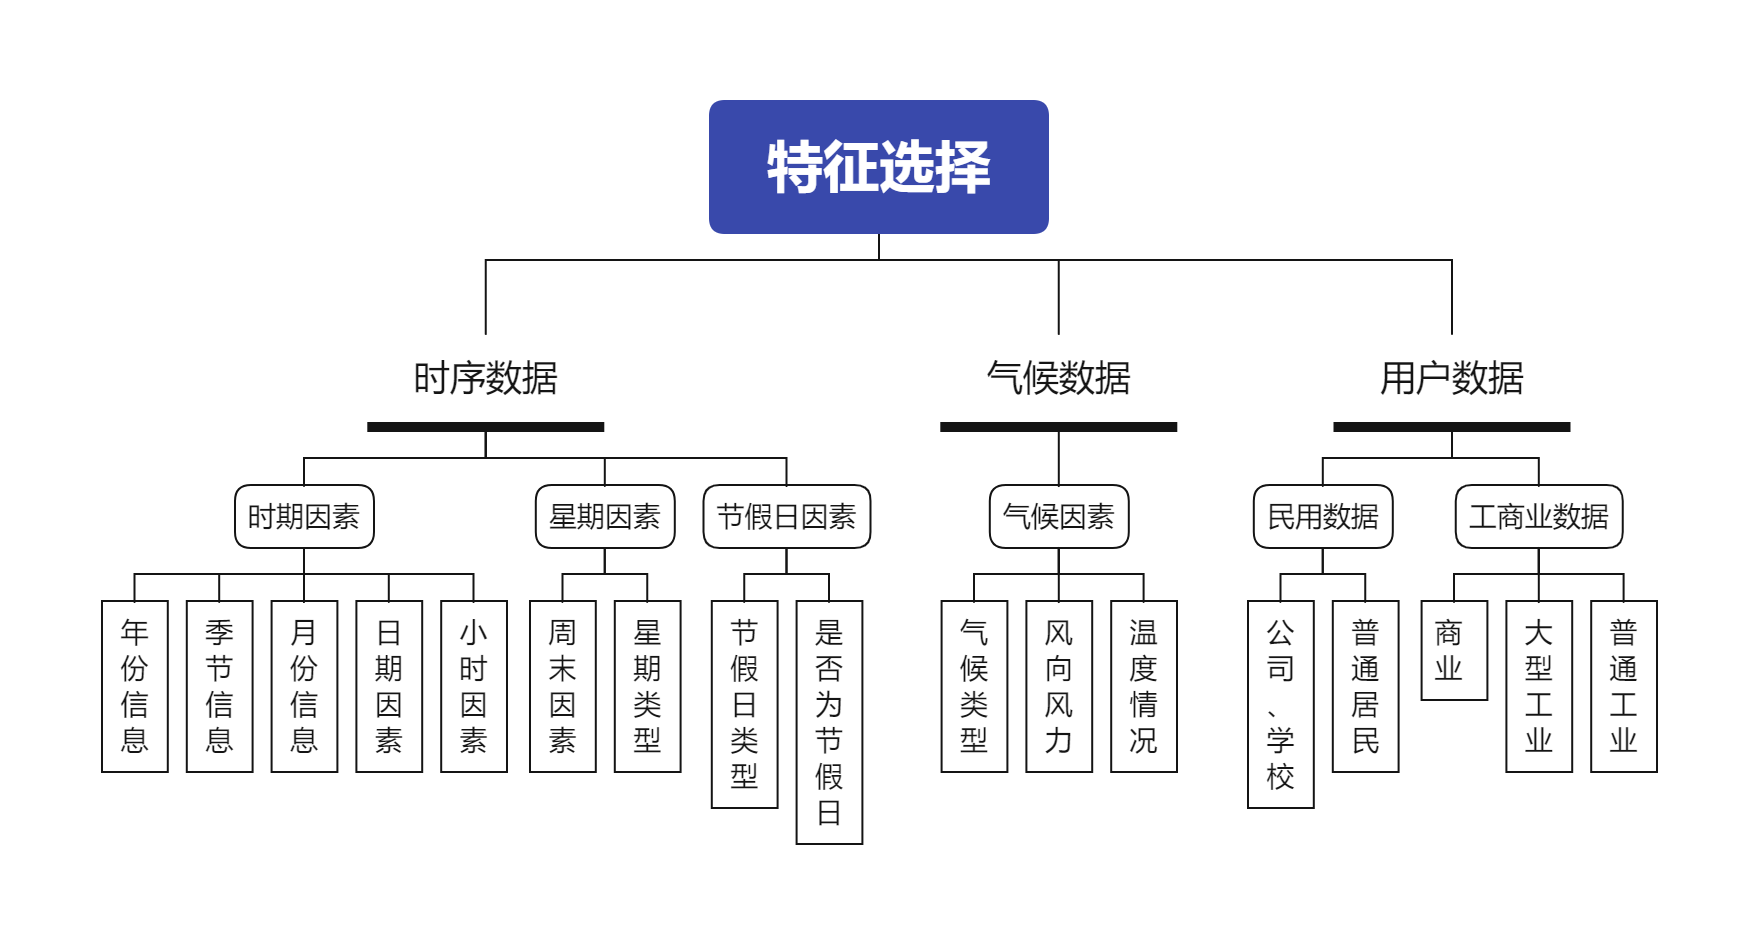 特征选择
时序数据
气候数据
用户数据
时期因素
星期因素
节假日因素
气候因素
民用数据
工商业数据
年份信息
季节信息
月份信息
日期因素
小时因素
周末因素
星期类型
节假日类型
是否为节假日
气候类型
风向风力
温度情况
公司、学校
普通居民
商业
大型工业
普通工业